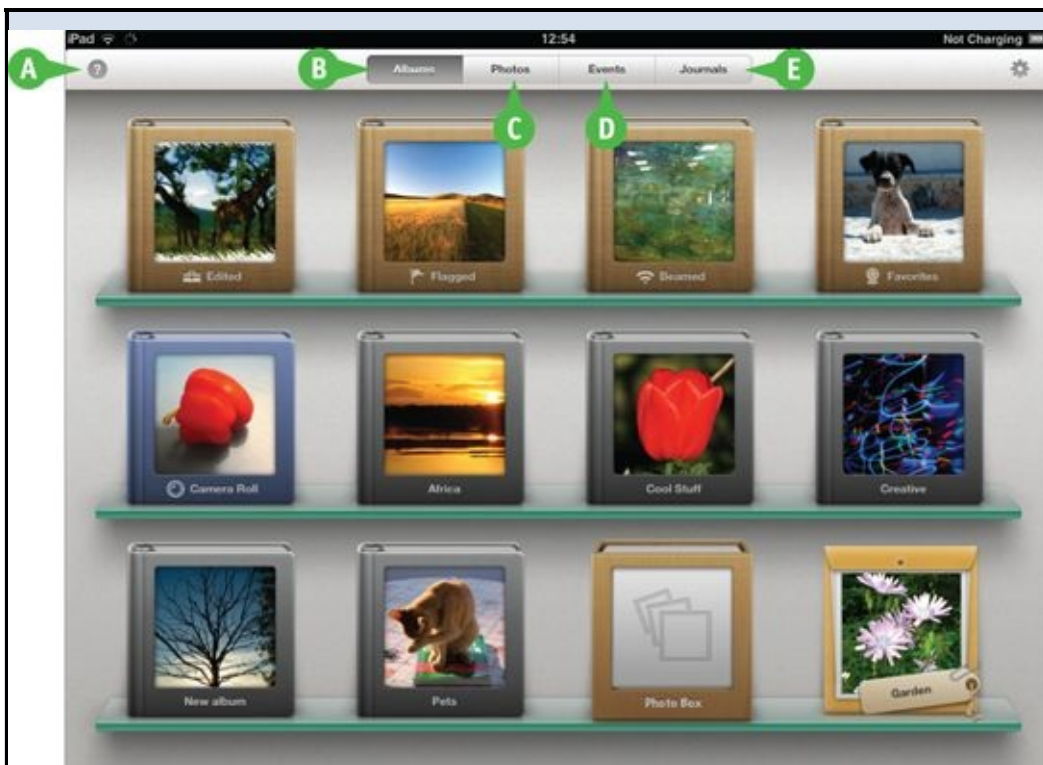 iPad 12:54 Not Charging
A ? B Albums Photos Events Journals E
C D
Edited Flagged Beamed Favorites
Camera Roll Africa Cool Stuff Creative
New album Pets Photo Box Garden